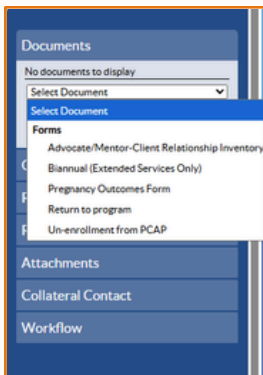 Documents
No documents to display
Select Document
Select Document
Forms
Advocate/Mentor-Client Relationship Inventory
Biannual (Extended Services Only)
Pregnancy Outcomes Form
Return to program
Un-enrollment from PCAP
Attachments
Collateral Contact
Workflow